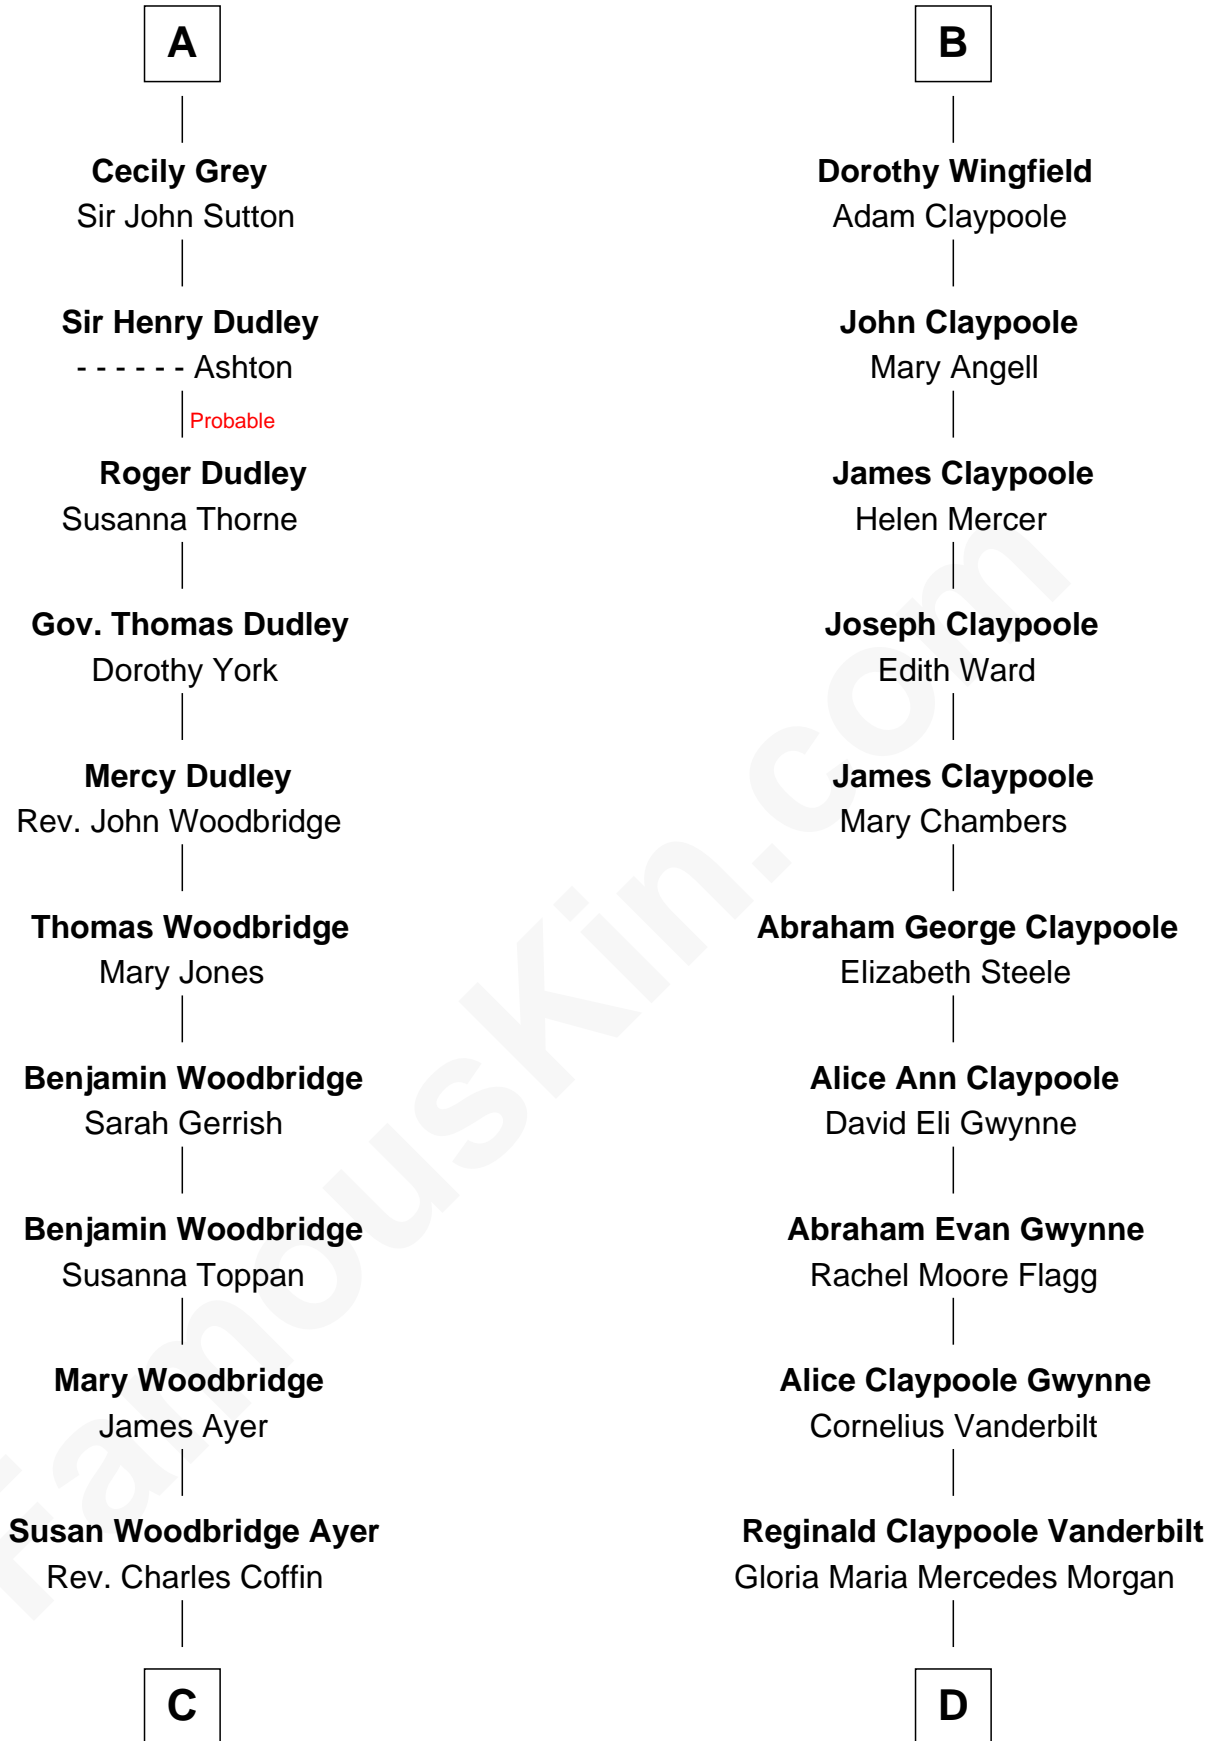 A
Cecily Grey
Sir John Sutton
Sir Henry Dudley
- - - - - - Ashton
Probable
Roger Dudley
Susanna Thorne
Gov. Thomas Dudley
Dorothy York
Mercy Dudley
Rev. John Woodbridge
Thomas Woodbridge
Mary Jones
Benjamin Woodbridge
Sarah Gerrish
Benjamin Woodbridge
Susanna Toppan
Mary Woodbridge
James Ayer
Susan Woodbridge Ayer
Rev. Charles Coffin
C
B
Dorothy Wingfield
Adam Claypoole
John Claypoole
Mary Angell
James Claypoole
Helen Mercer
Joseph Claypoole
Edith Ward
James Claypoole
Mary Chambers
Abraham George Claypoole
Elizabeth Steele
Alice Ann Claypoole
David Eli Gwynne
Abraham Evan Gwynne
Rachel Moore Flagg
Alice Claypoole Gwynne
Cornelius Vanderbilt
Reginald Claypoole Vanderbilt
Gloria Maria Mercedes Morgan
D
FamousKin.com